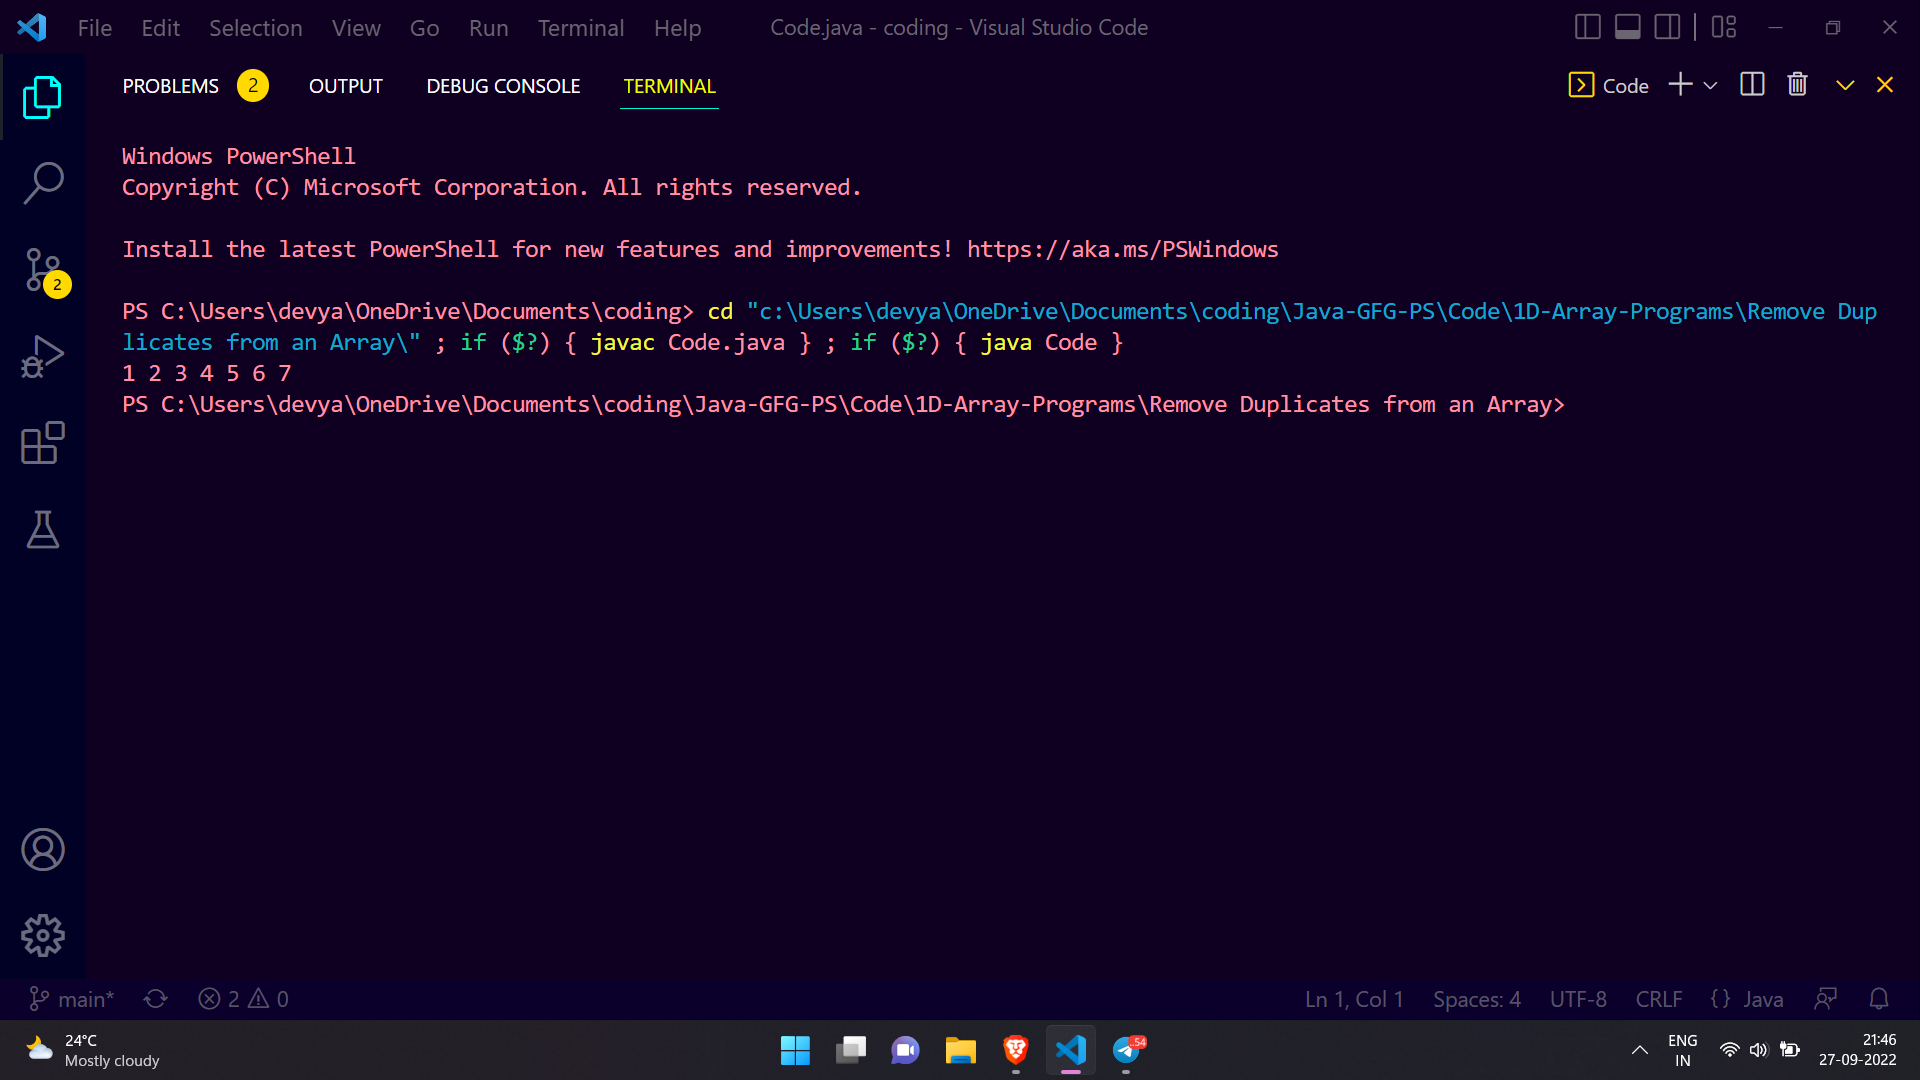 File Edit Selection View Go Run Terminal Help Code.java - coding - Visual Studio Code
PROBLEMS 2 OUTPUT DEBUG CONSOLE TERMINAL Code
Windows PowerShell
Copyright (C) Microsoft Corporation. All rights reserved.
Install the latest PowerShell for new features and improvements! https://aka.ms/PSWindows
2
PS C:\Users\devya\OneDrive\Documents\coding> cd "c:\Users\devya\OneDrive\Documents\coding\Java-GFG-PS\Code\1D-Array-Programs\Remove Dup
licates from an Array\" ; if ($?) { javac Code.java } ; if ($?) { java Code }
1 2 3 4 5 6 7
PS C:\Users\devya\OneDrive\Documents\coding\Java-GFG-PS\Code\1D-Array-Programs\Remove Duplicates from an Array>
main* 2 0 Ln 1, Col 1 Spaces: 4 UTF-8 CRLF {} Java
24°C
Mostly cloudy
54
ENG
IN
21:46
27-09-2022